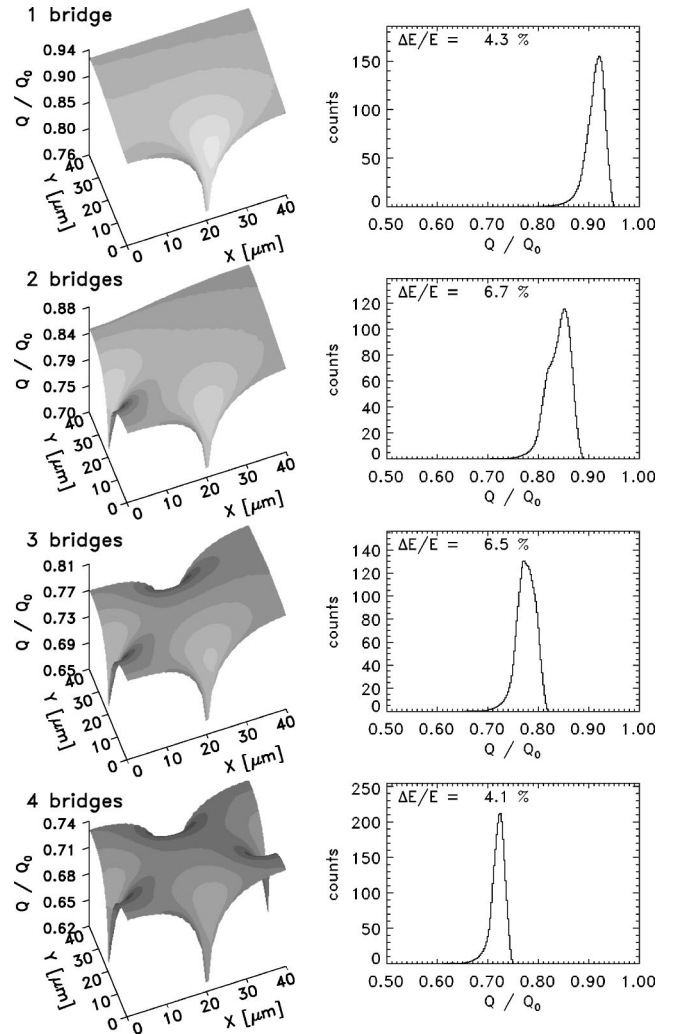 1 bridge
0.94
0.90
0.85
0.80
0.76
Q / Q₀
40
30
20
10
0
Y [μm]
0 10 20 30 40
X [μm]
ΔE/E = 4.3 %
150
100
50
0
counts
0.50 0.60 0.70 0.80 0.90 1.00
Q / Q₀
2 bridges
0.88
0.84
0.79
0.75
0.70
Q / Q₀
40
30
20
10
0
Y [μm]
0 10 20 30 40
X [μm]
ΔE/E = 6.7 %
120
100
80
60
40
20
0
counts
0.50 0.60 0.70 0.80 0.90 1.00
Q / Q₀
3 bridges
0.81
0.77
0.73
0.69
0.65
Q / Q₀
40
30
20
10
0
Y [μm]
0 10 20 30 40
X [μm]
ΔE/E = 6.5 %
140
120
100
80
60
40
20
0
counts
0.50 0.60 0.70 0.80 0.90 1.00
Q / Q₀
4 bridges
0.74
0.71
0.68
0.65
0.62
Q / Q₀
40
30
20
10
0
Y [μm]
0 10 20 30 40
X [μm]
ΔE/E = 4.1 %
250
200
150
100
50
0
counts
0.50 0.60 0.70 0.80 0.90 1.00
Q / Q₀